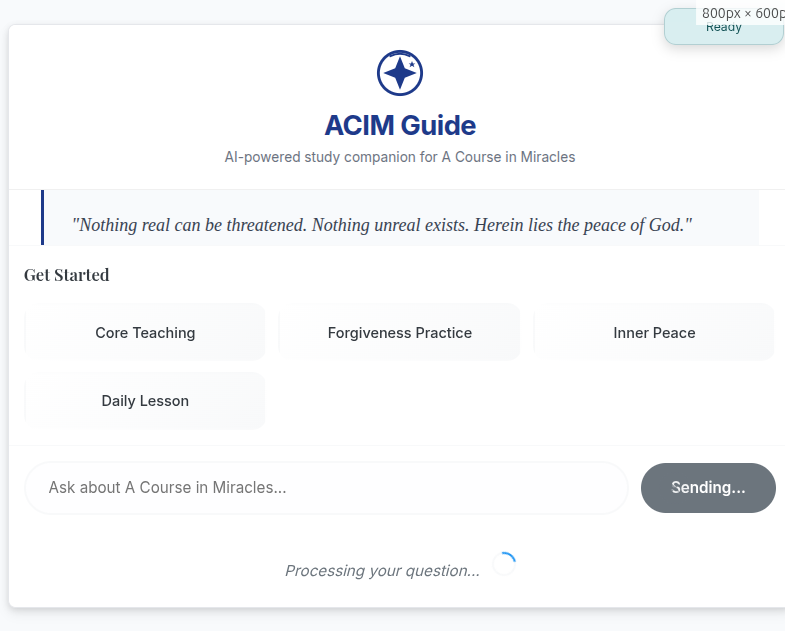 800px × 600p
Ready
ACIM Guide
AI-powered study companion for A Course in Miracles
"Nothing real can be threatened. Nothing unreal exists. Herein lies the peace of God."
Get Started
Core Teaching
Forgiveness Practice
Inner Peace
Daily Lesson
Ask about A Course in Miracles...
Sending...
Processing your question...